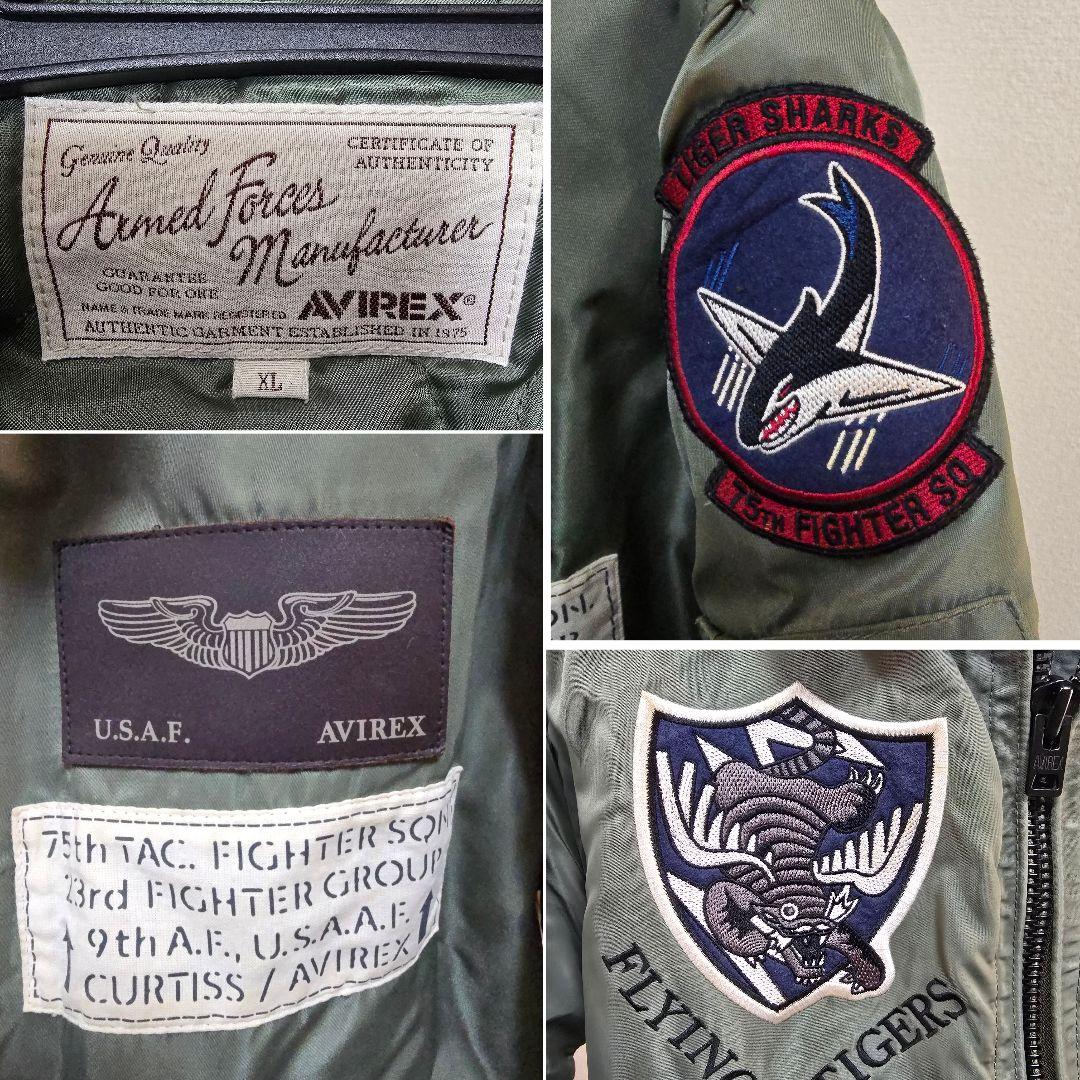 Genuine Quality
CERTIFICATE OF
AUTHENTICITY
Armed Forces
Manufacturer
GUARANTEE
GOOD FOR ONE
NAME & TRADE MARK REGISTERED
AVIREX®
AUTHENTIC GARMENT ESTABLISHED IN 1975
XL
TIGER SHARKS
75TH FIGHTER SQ
U.S.A.F. AVIREX
75th TAC. FIGHTER SQN
23rd FIGHTER GROUP
9th A.F., U.S.A.A.F.
CURTISS / AVIREX
AVIREX
FLYING TIGERS